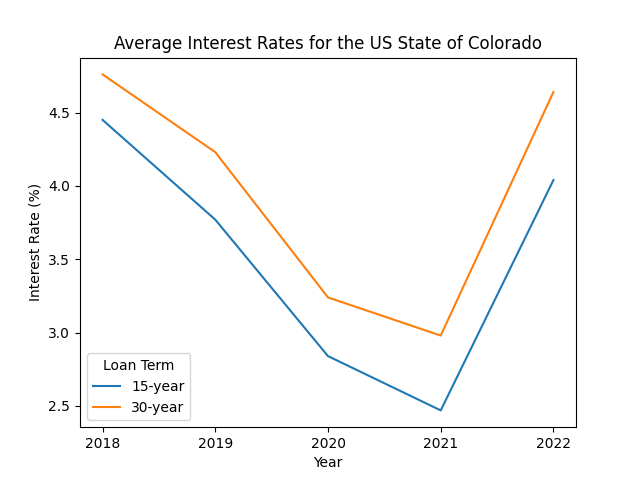 Average Interest Rates for the US State of Colorado
Interest Rate (%)
4.5
4.0
3.5
3.0
2.5
Loan Term
15-year
30-year
2018 2019 2020 2021 2022
Year